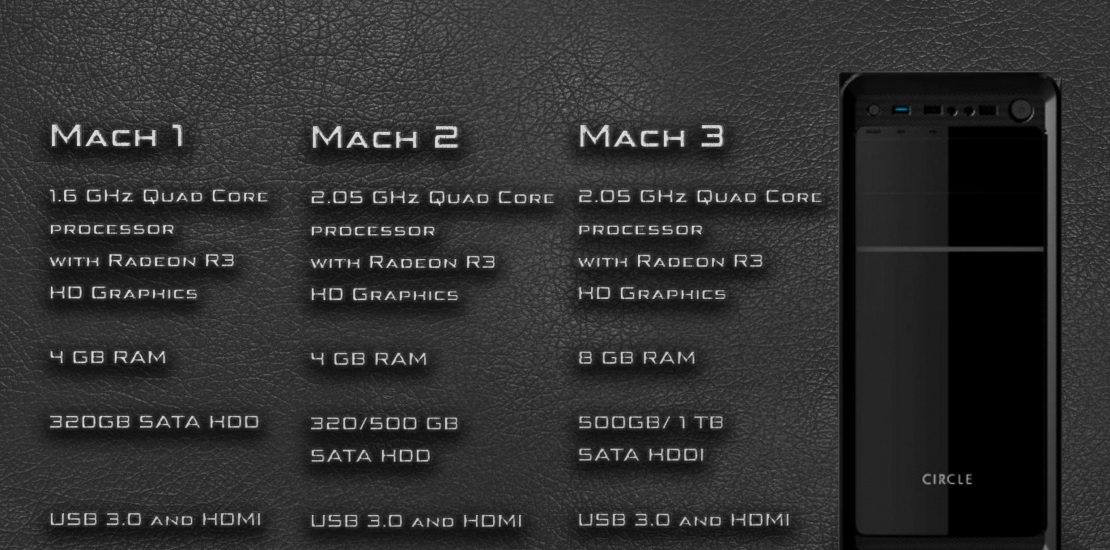 Mach 1
1.6 GHz Quad Core
processor
with Radeon R3
HD Graphics
4 GB RAM
320GB SATA HDD
USB 3.0 and HDMI
Mach 2
2.05 GHz Quad Core
processor
with Radeon R3
HD Graphics
4 GB RAM
320/500 GB
SATA HDD
USB 3.0 and HDMI
Mach 3
2.05 GHz Quad Core
processor
with Radeon R3
HD Graphics
8 GB RAM
500GB/ 1 TB
SATA HDDI
USB 3.0 and HDMI
CIRCLE